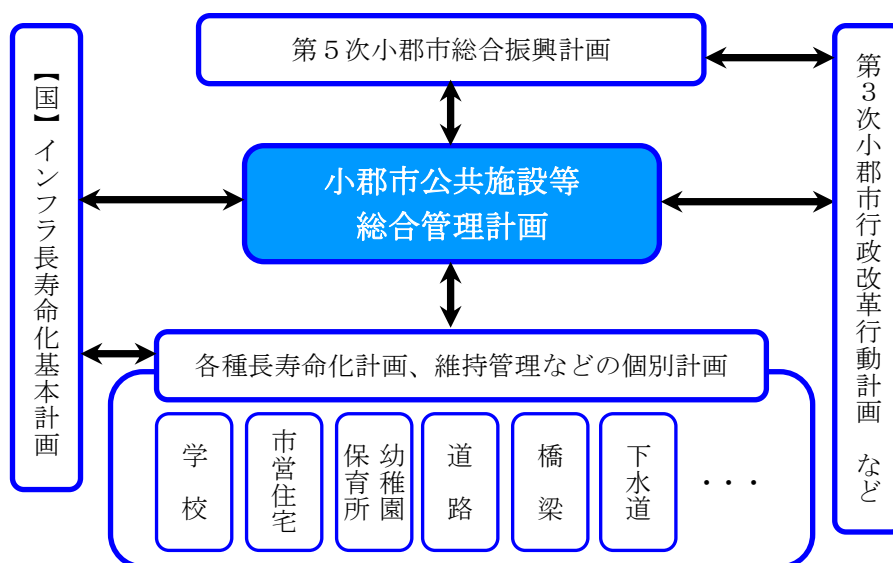 第５次小郡市総合振興計画
【国】インフラ長寿命化基本計画
小郡市公共施設等
総合管理計画
第３次小郡市行政改革行動計画　など
各種長寿命化計画、維持管理などの個別計画
学校
市営住宅
幼稚園
保育所
道路
橋梁
下水道
・・・